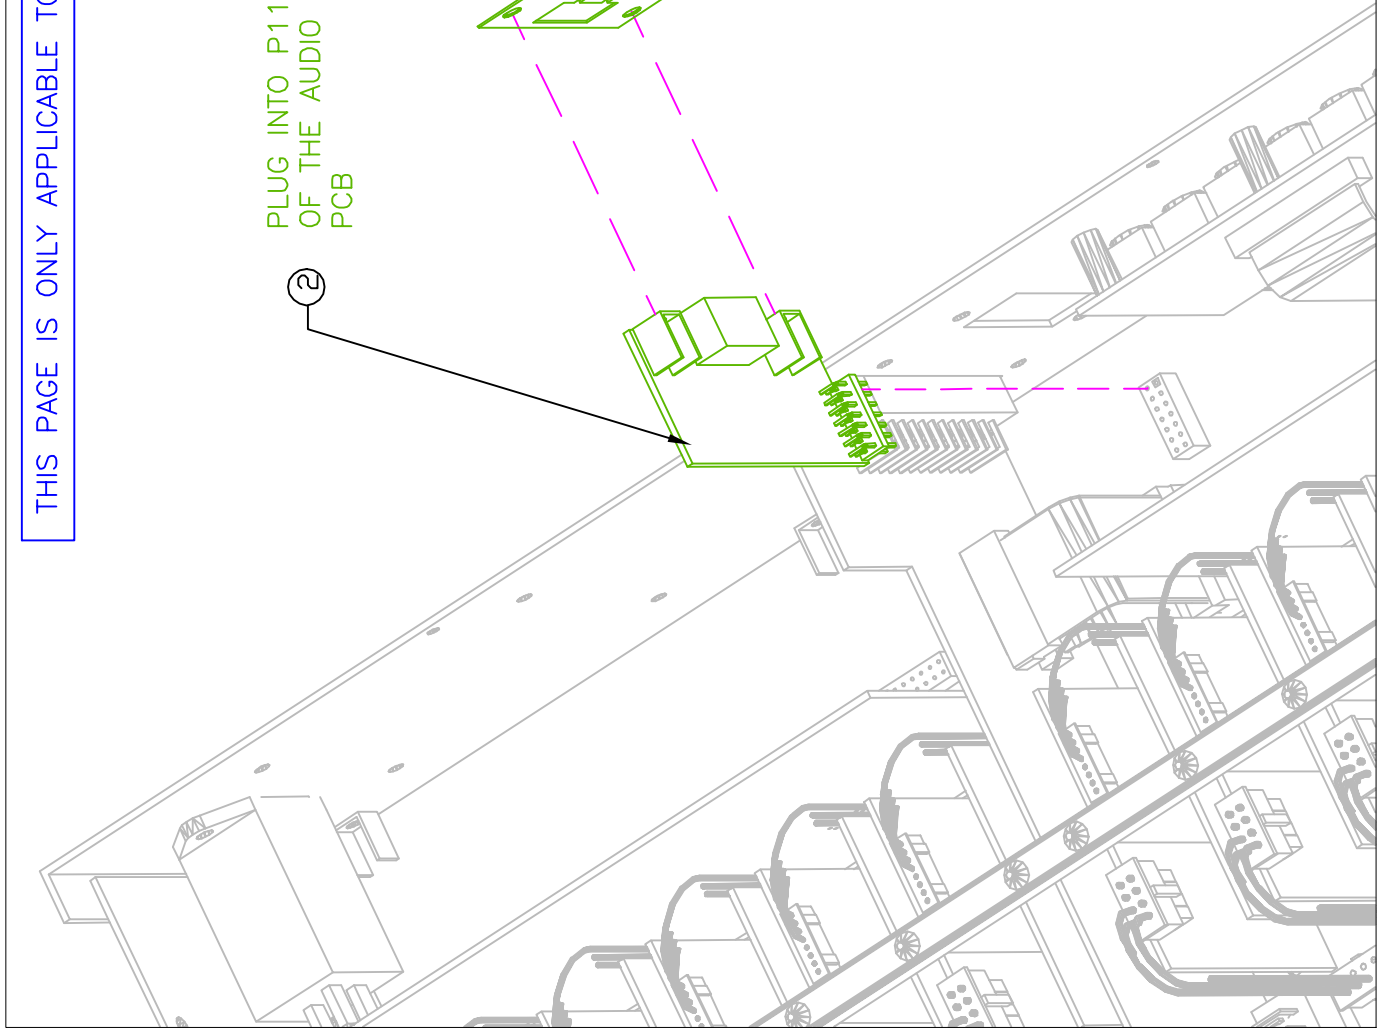 THIS PAGE IS ONLY APPLICABLE TO
PLUG INTO P11
OF THE AUDIO
PCB
2